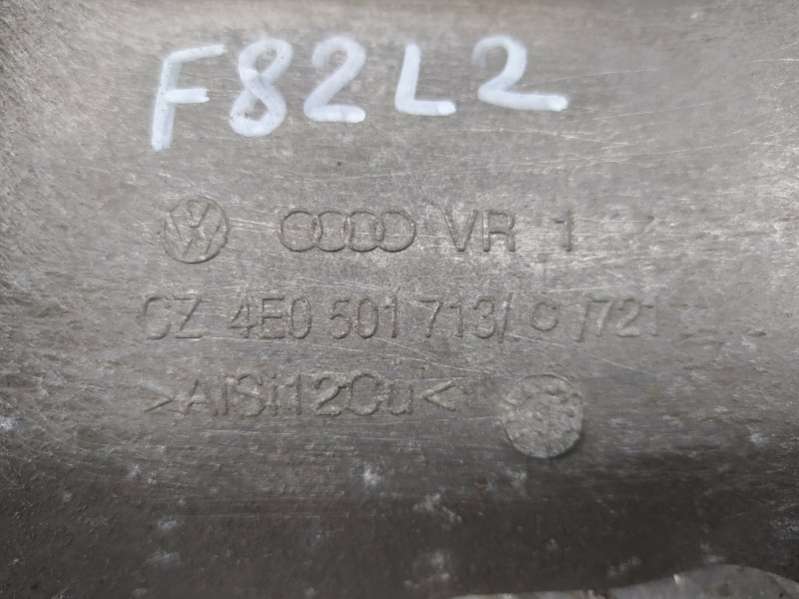 F82L2
VR 1
CZ 4E0 501 713/ C /721
>AlSi12Cu<